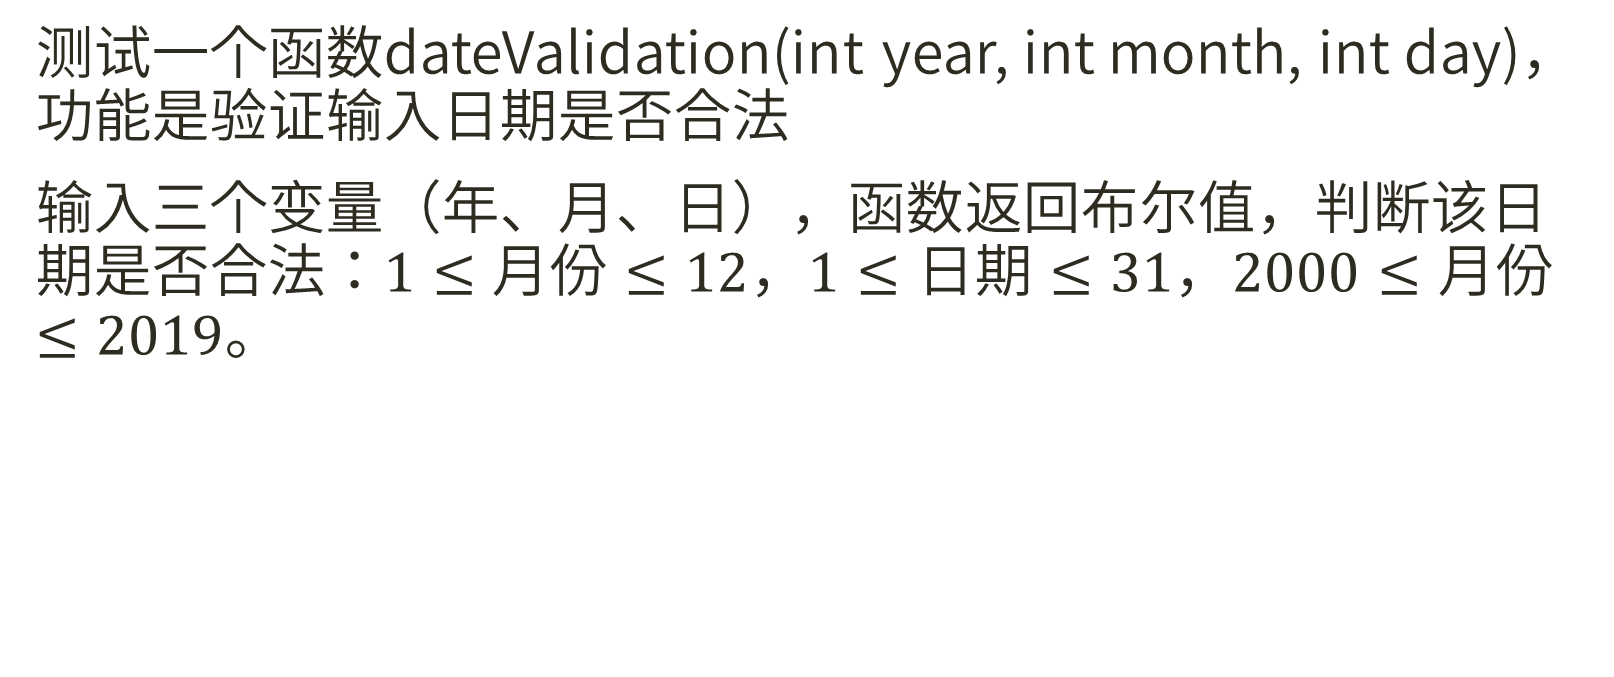 测试一个函数dateValidation(int year, int month, int day)，
功能是验证输入日期是否合法
输入三个变量（年、月、日），函数返回布尔值，判断该日
期是否合法：1 ≤ 月份 ≤ 12，1 ≤ 日期 ≤ 31，2000 ≤ 月份
≤ 2019。